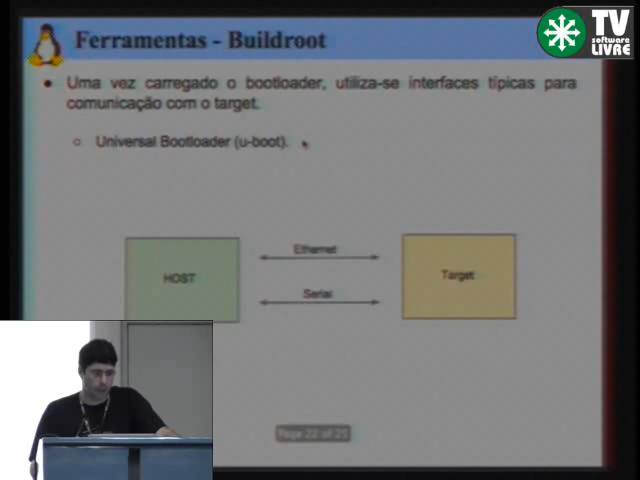 Ferramentas - Buildroot
TV
software
LIVRE
Uma vez carregado o bootloader, utiliza-se interfaces típicas para
comunicação com o target.
Universal Bootloader (u-boot).
HOST
Ethernet
Serial
Target
Page 22 of 25